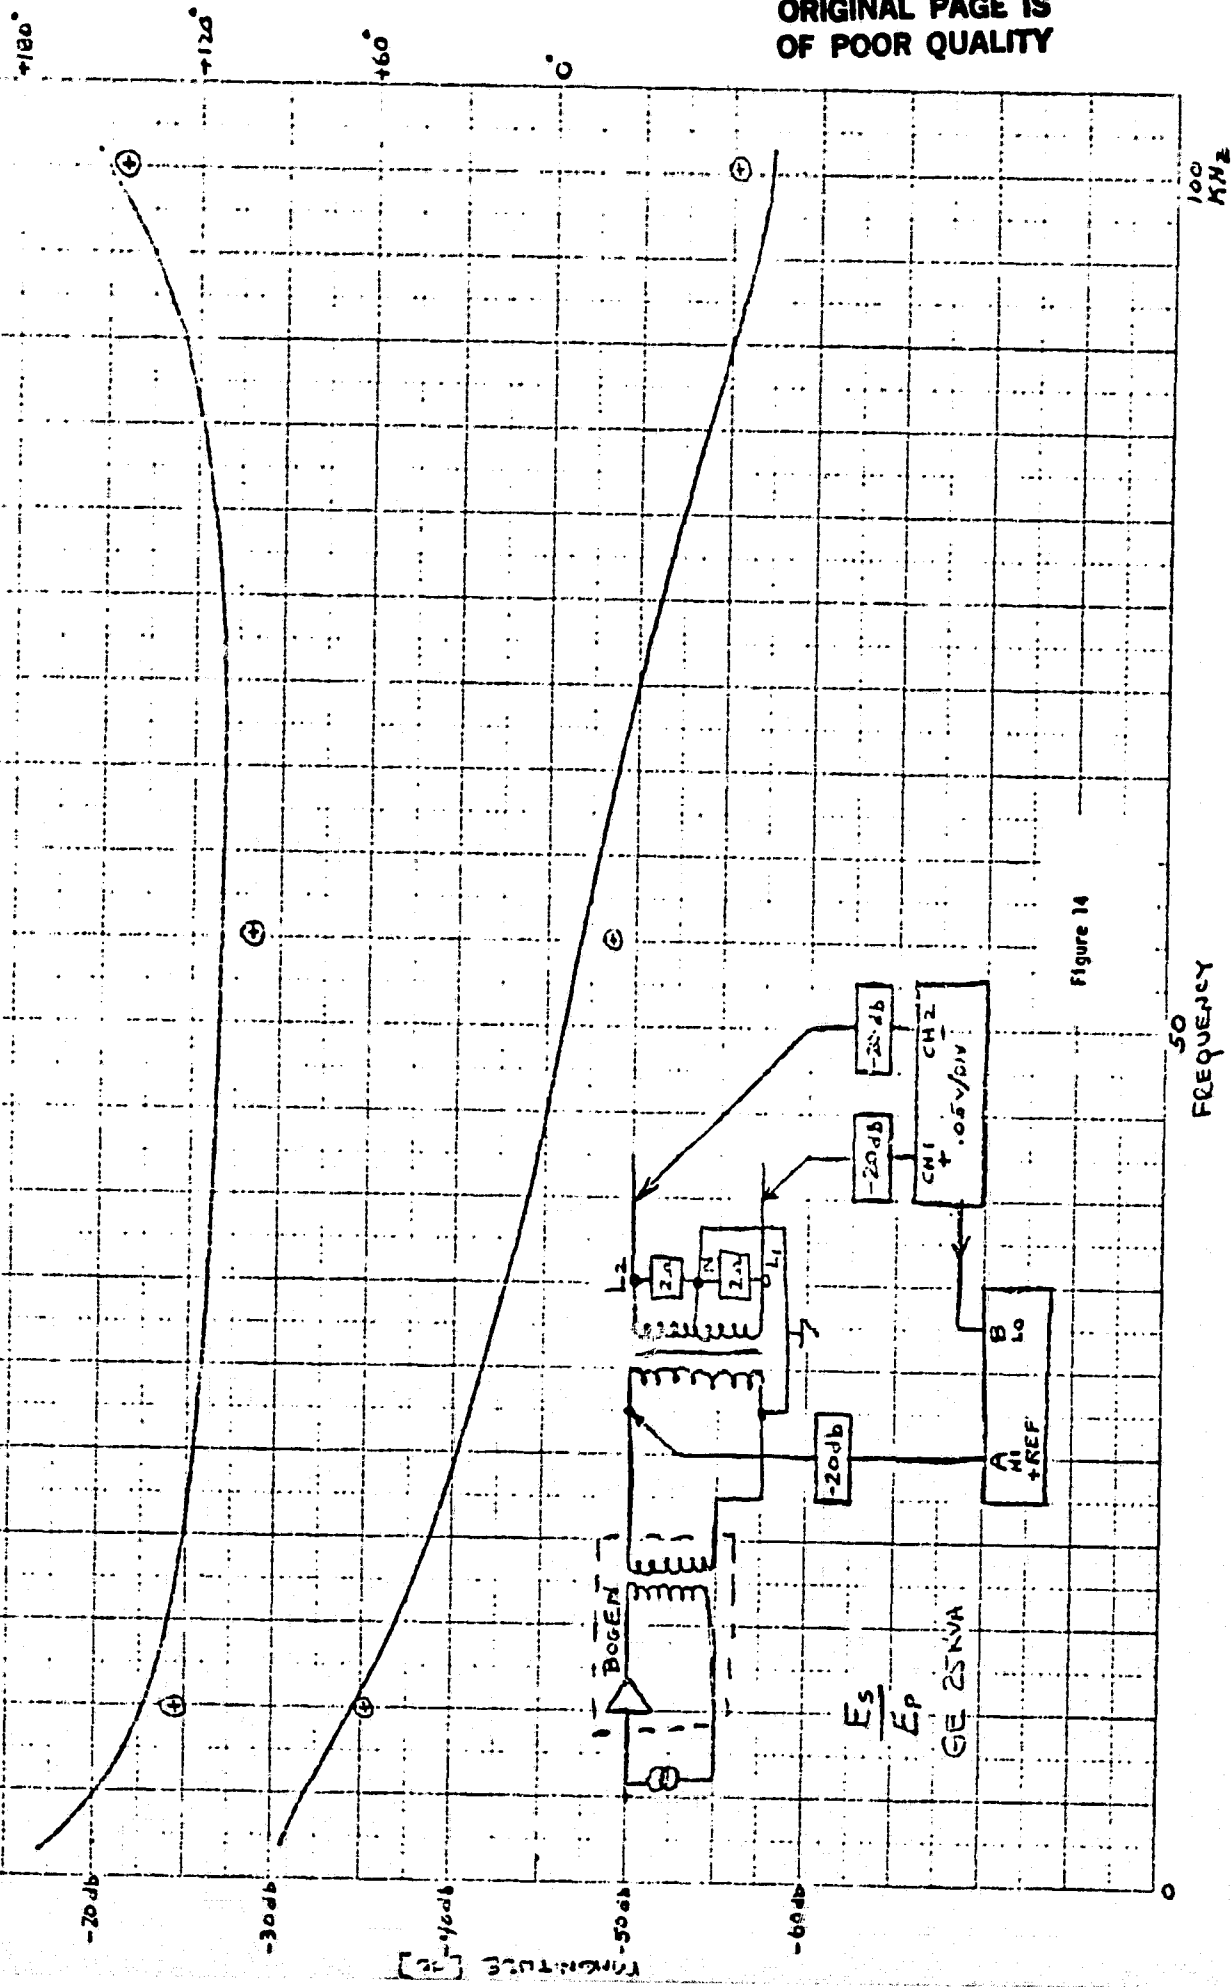 ORIGINAL PAGE IS
OF POOR QUALITY
+180°
+120°
+60°
0°
-20db
-30db
-40db
-50db
-60db
MAGNITUDE
0
50
100
KHz
FREQUENCY
BOGEN
L2
2Ω
N
2Ω
L1
-20db
-20db
-20db
CH1
+
CH2
-
.05V/DIV
A
HI
+REF
B
LO
Es
Ep
GE 25KVA
Figure 14